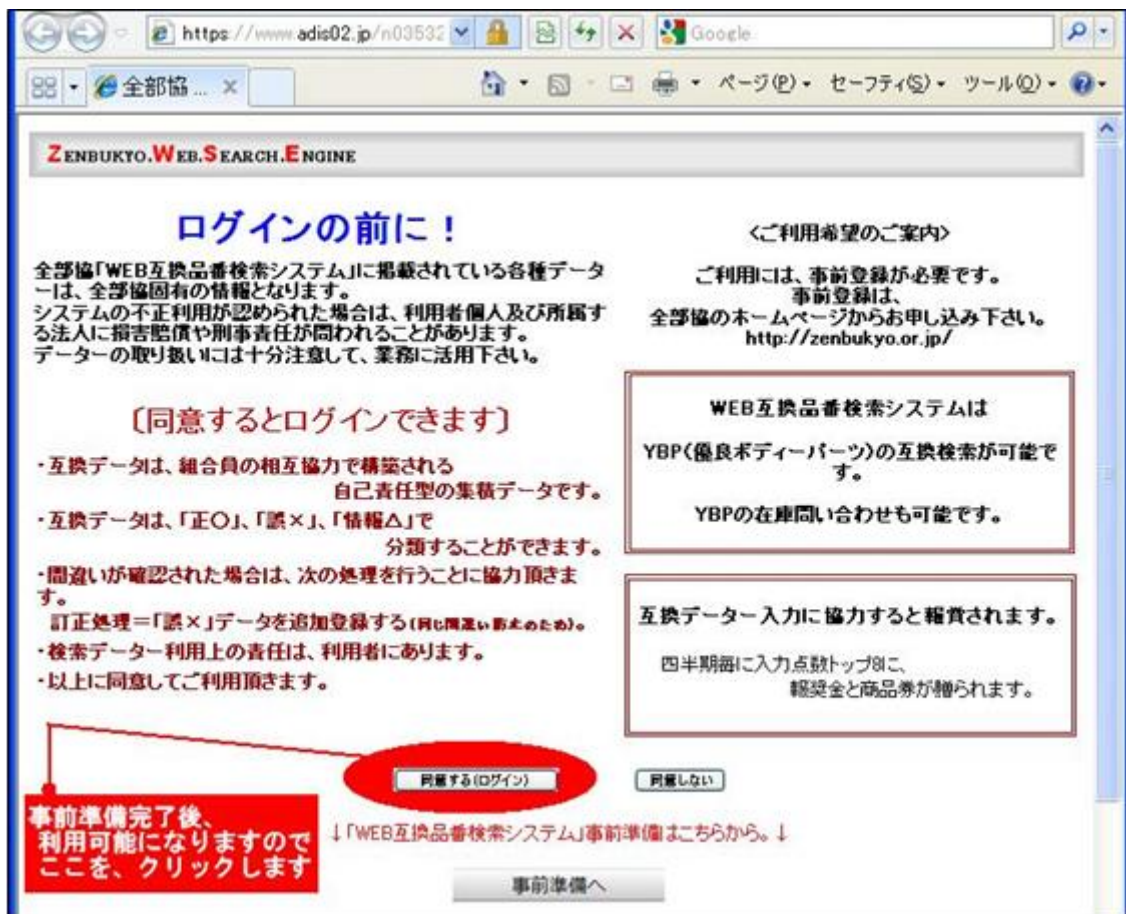 https://www.adis02.jp/n03532
Google
全部協 ...
ページ(P)
セーフティ(S)
ツール(O)
ZENBUKYO.WEB.SEARCH.ENGINE
ログインの前に!
全部協「WEB互換品番検索システム」に掲載されている各種データ
ーは、全部協固有の情報となります。
システムの不正利用が認められた場合は、利用者個人及び所属す
る法人に損害賠償や刑事責任が問われることがあります。
データーの取り扱いには十分注意して、業務に活用下さい。
〔同意するとログインできます〕
・互換データは、組合員の相互協力で構築される
自己責任型の集積データです。
・互換データは、「正○」、「誤×」、「情報△」で
分類することができます。
・間違いが確認された場合は、次の処理を行うことに協力頂きま
す。
訂正処理=「誤×」データを追加登録する(同じ間違い防止のため)。
・検索データー利用上の責任は、利用者にあります。
・以上に同意してご利用頂きます。
<ご利用希望のご案内>
ご利用には、事前登録が必要です。
事前登録は、
全部協のホームページからお申し込み下さい。
http://zenbukyo.or.jp/
WEB互換品番検索システムは
YBP(優良ボディーパーツ)の互換検索が可能で
す。
YBPの在庫問い合わせも可能です。
互換データー入力に協力すると報賞されます。
四半期毎に入力点数トップ8に、
報奨金と商品券が贈られます。
同意する(ログイン)
同意しない
事前準備完了後、
利用可能になりますので
ここを、クリックします
↓「WEB互換品番検索システム」事前準備はこちらから。↓
事前準備へ